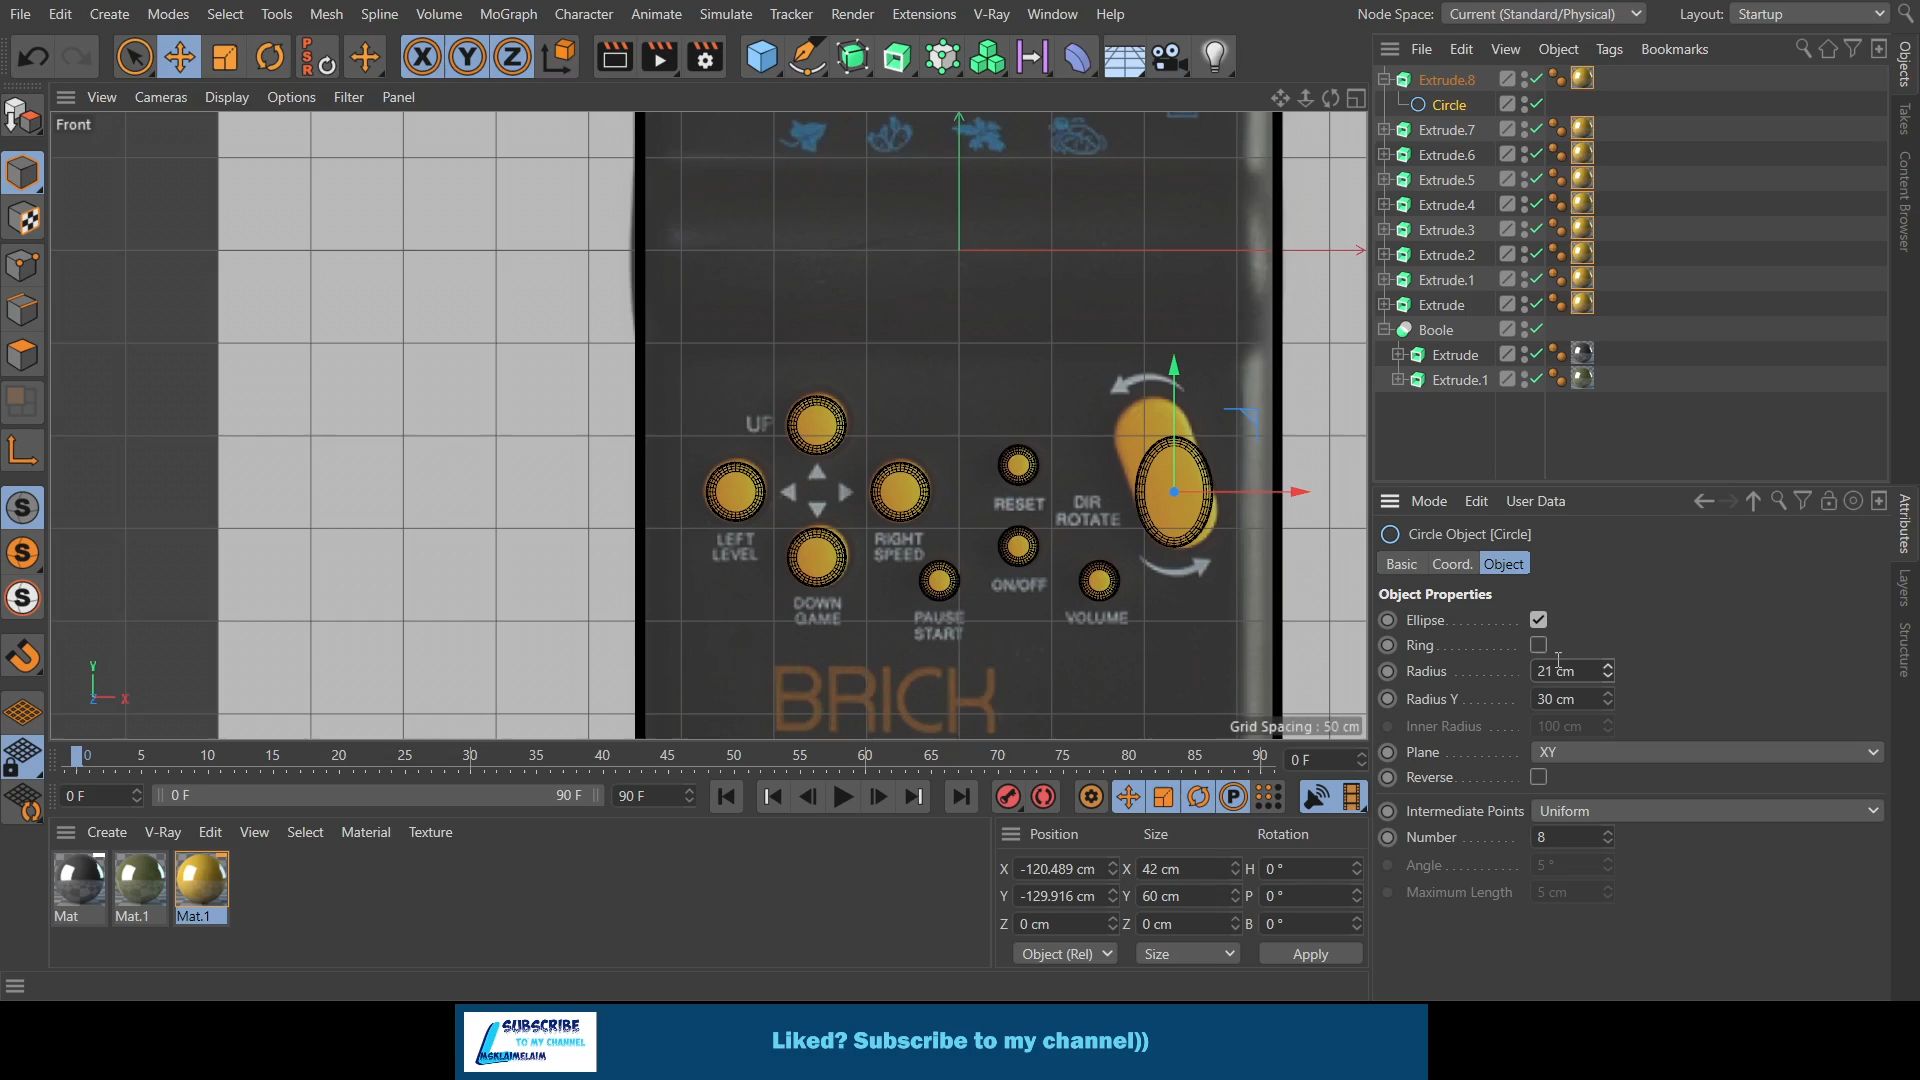 File Edit Create Modes Select Tools Mesh Spline Volume MoGraph Character Animate Simulate Tracker Render Extensions V-Ray Window Help Node Space: Current (Standard/Physical) Layout: Startup
P S R X Y Z
File Edit View Object Tags Bookmarks
View Cameras Display Options Filter Panel
Front
Extrude.8
Circle
Extrude.7
Extrude.6
Extrude.5
Extrude.4
Extrude.3
Extrude.2
Extrude.1
Extrude
Boole
Extrude
Extrude.1
Objects
Takes
Content Browser
UP
LEFT LEVEL
RIGHT SPEED
DOWN GAME
RESET
DIR ROTATE
ON/OFF
PAUSE START
VOLUME
BRICK
Y
Z X
Grid Spacing : 50 cm
S
S
S
Mode Edit User Data
Circle Object [Circle]
Basic Coord. Object
Object Properties
Ellipse
Ring
Radius 21 cm
Radius Y 30 cm
Inner Radius 100 cm
Plane XY
Reverse
Intermediate Points Uniform
Number 8
Angle 5 °
Maximum Length 5 cm
Attributes
Layers
Structure
0 5 10 15 20 25 30 35 40 45 50 55 60 65 70 75 80 85 90 0 F
0 F 0 F 90 F 90 F P
Create V-Ray Edit View Select Material Texture
Mat Mat.1 Mat.1
Position Size Rotation
X -120.489 cm X 42 cm H 0 °
Y -129.916 cm Y 60 cm P 0 °
Z 0 cm Z 0 cm B 0 °
Object (Rel) Size Apply
SUBSCRIBE
TO MY CHANNEL
MSKLAIMELAIM
Liked? Subscribe to my channel))